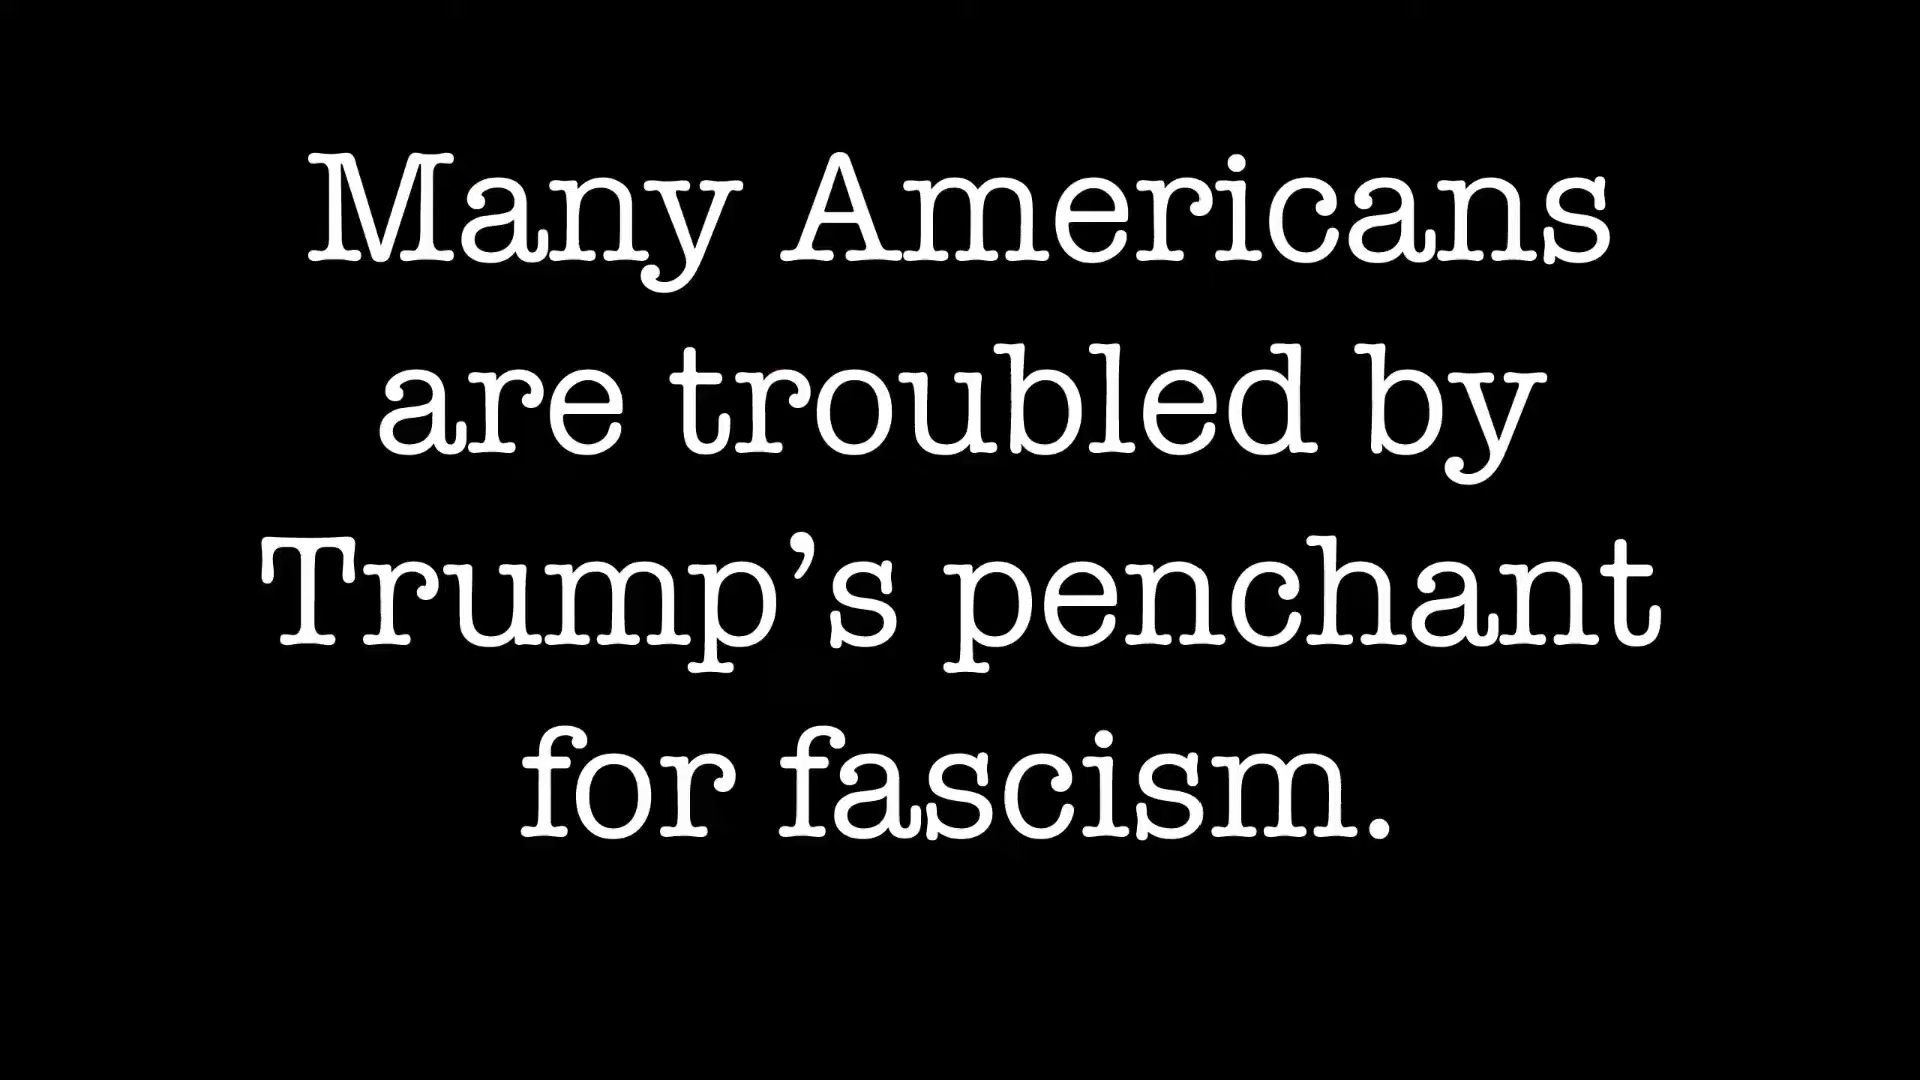 Many Americans
are troubled by
Trump’s penchant
for fascism.